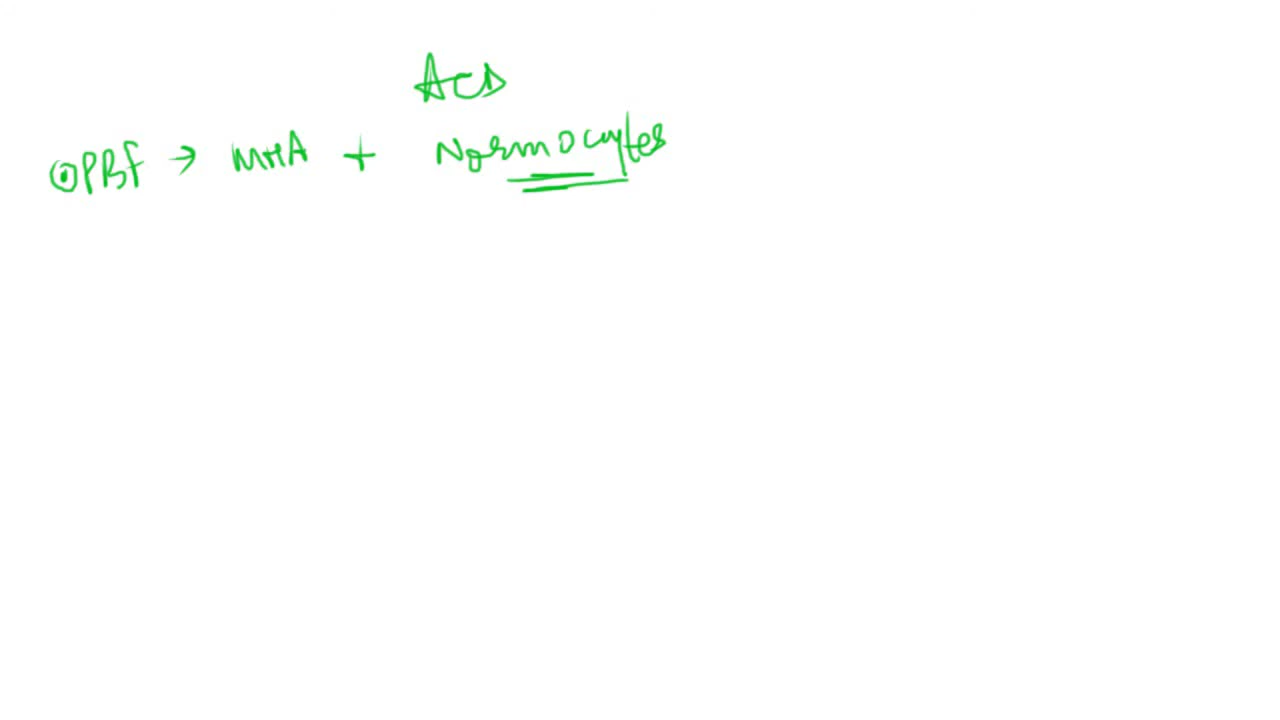 ACD
⊙ PBF → MHA + Normocytes